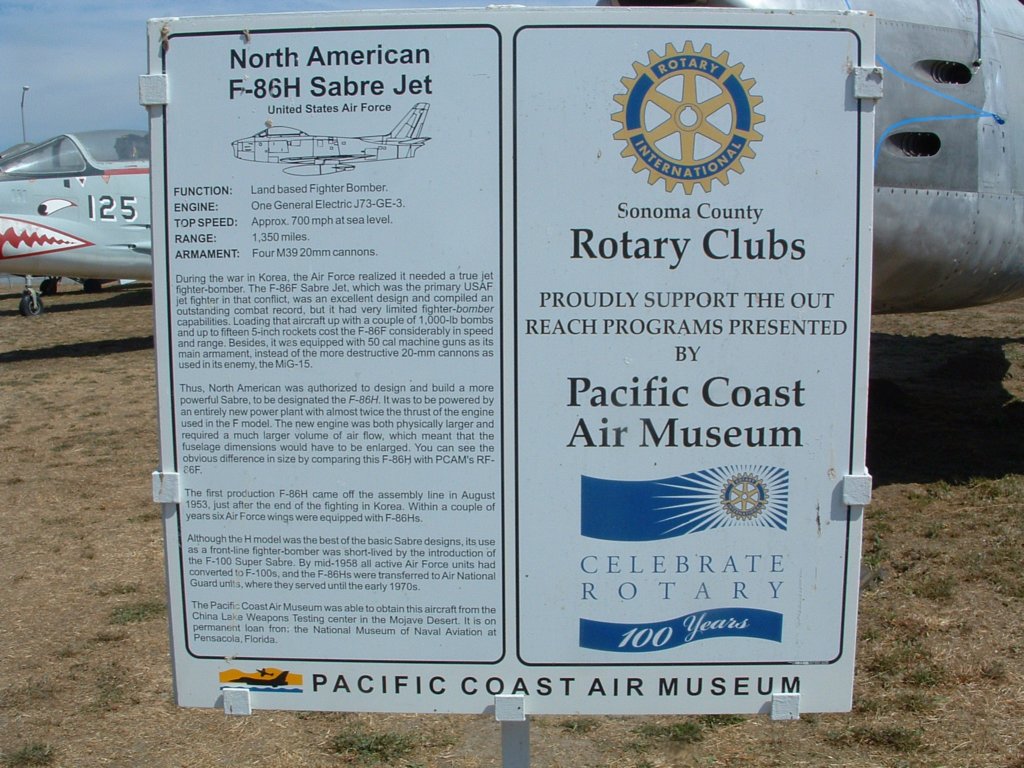 North American
F-86H Sabre Jet
United States Air Force
FUNCTION: Land based Fighter Bomber.
ENGINE: One General Electric J73-GE-3.
TOP SPEED: Approx. 700 mph at sea level.
RANGE: 1,350 miles.
ARMAMENT: Four M39 20mm cannons.
During the war in Korea, the Air Force realized it needed a true jet
fighter-bomber. The F-86F Sabre Jet, which was the primary USAF
jet fighter in that conflict, was an excellent design and compiled an
outstanding combat record, but it had very limited fighter-bomber
capabilities. Loading that aircraft up with a couple of 1,000-lb bombs
and up to fifteen 5-inch rockets cost the F-86F considerably in speed
and range. Besides, it was equipped with 50 cal machine guns as its
main armament, instead of the more destructive 20-mm cannons as
used in its enemy, the MiG-15.
Thus, North American was authorized to design and build a more
powerful Sabre, to be designated the F-86H. It was to be powered by
an entirely new power plant with almost twice the thrust of the engine
used in the F model. The new engine was both physically larger and
required a much larger volume of air flow, which meant that the
fuselage dimensions would have to be enlarged. You can see the
obvious difference in size by comparing this F-86H with PCAM's RF-
86F.
The first production F-86H came off the assembly line in August
1953, just after the end of the fighting in Korea. Within a couple of
years six Air Force wings were equipped with F-86Hs.
Although the H model was the best of the basic Sabre designs, its use
as a front-line fighter-bomber was short-lived by the introduction of
the F-100 Super Sabre. By mid-1958 all active Air Force units had
converted to F-100s, and the F-86Hs were transferred to Air National
Guard units, where they served until the early 1970s.
The Pacific Coast Air Museum was able to obtain this aircraft from the
China Lake Weapons Testing center in the Mojave Desert. It is on
permanent loan from the National Museum of Naval Aviation at
Pensacola, Florida.
ROTARY
INTERNATIONAL
Sonoma County
Rotary Clubs
PROUDLY SUPPORT THE OUT
REACH PROGRAMS PRESENTED
BY
Pacific Coast
Air Museum
CELEBRATE
ROTARY
100 Years
PACIFIC COAST AIR MUSEUM
125